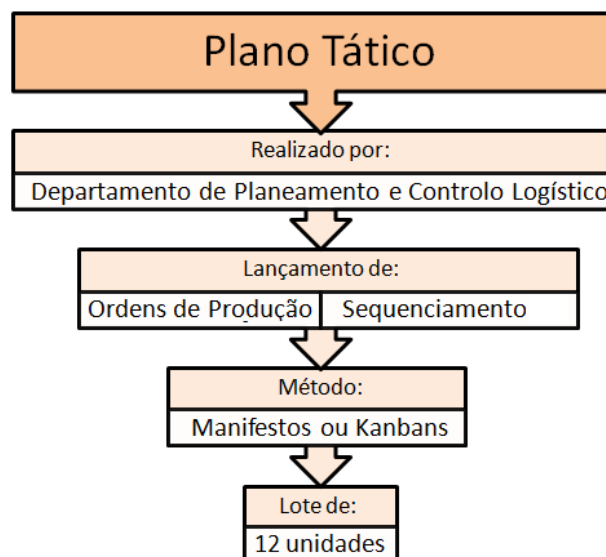 Plano Tático
Realizado por:
Departamento de Planeamento e Controlo Logístico
Lançamento de:
Ordens de Produção Sequenciamento
Método:
Manifestos ou Kanbans
Lote de:
12 unidades